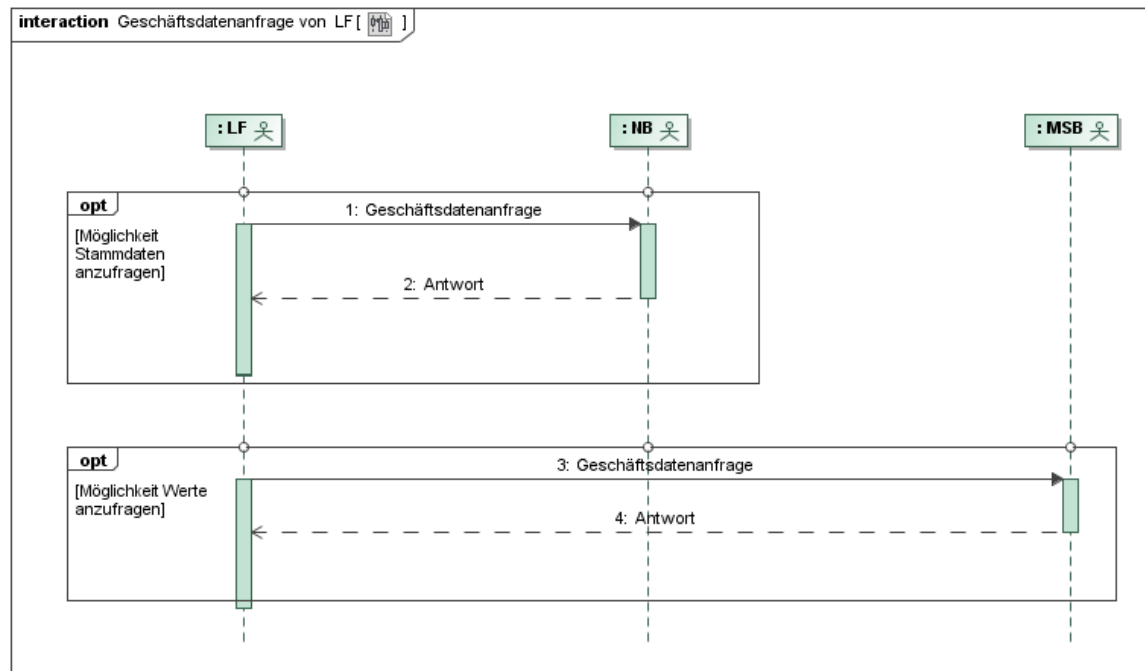 interaction Geschäftsdatenanfrage von LF [ ]
: LF
: NB
: MSB
opt
1: Geschäftsdatenanfrage
[Möglichkeit
Stammdaten
anzufragen]
2: Antwort
opt
3: Geschäftsdatenanfrage
[Möglichkeit Werte
anzufragen]
4: Antwort